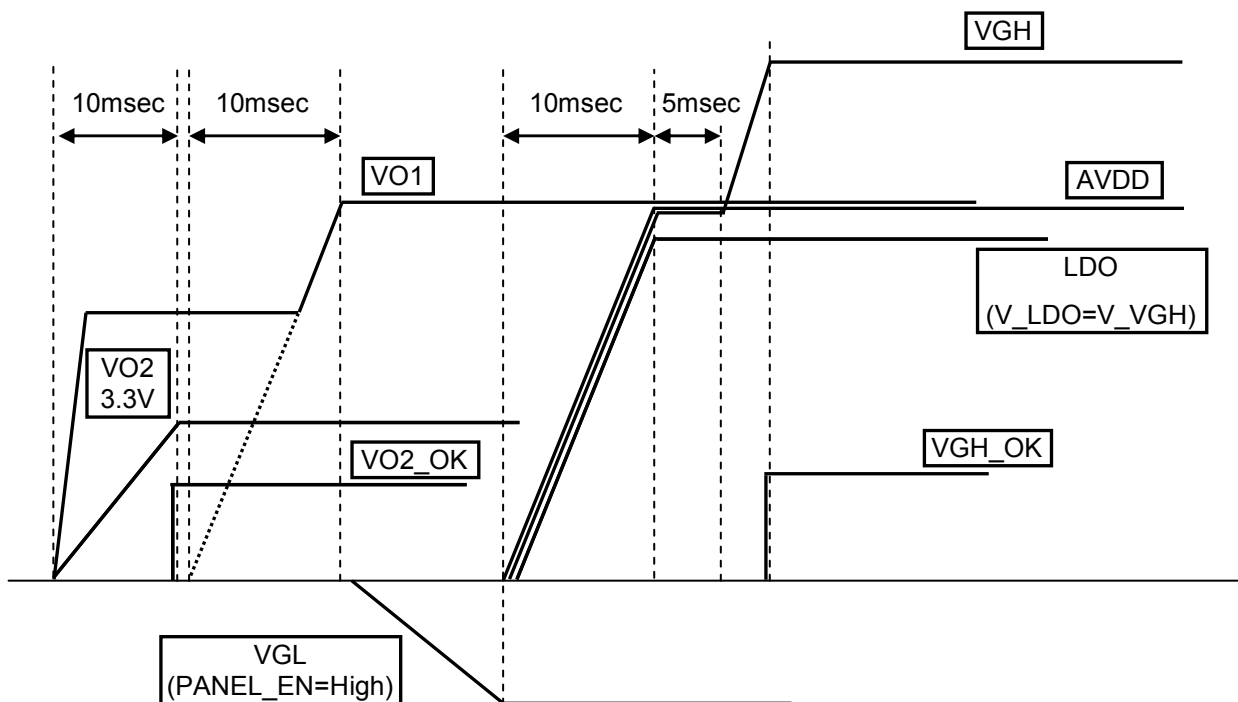 VGH
10msec
10msec
10msec
5msec
VO1
AVDD
LDO
(V_LDO=V_VGH)
VO2
3.3V
VO2_OK
VGH_OK
VGL
(PANEL_EN=High)